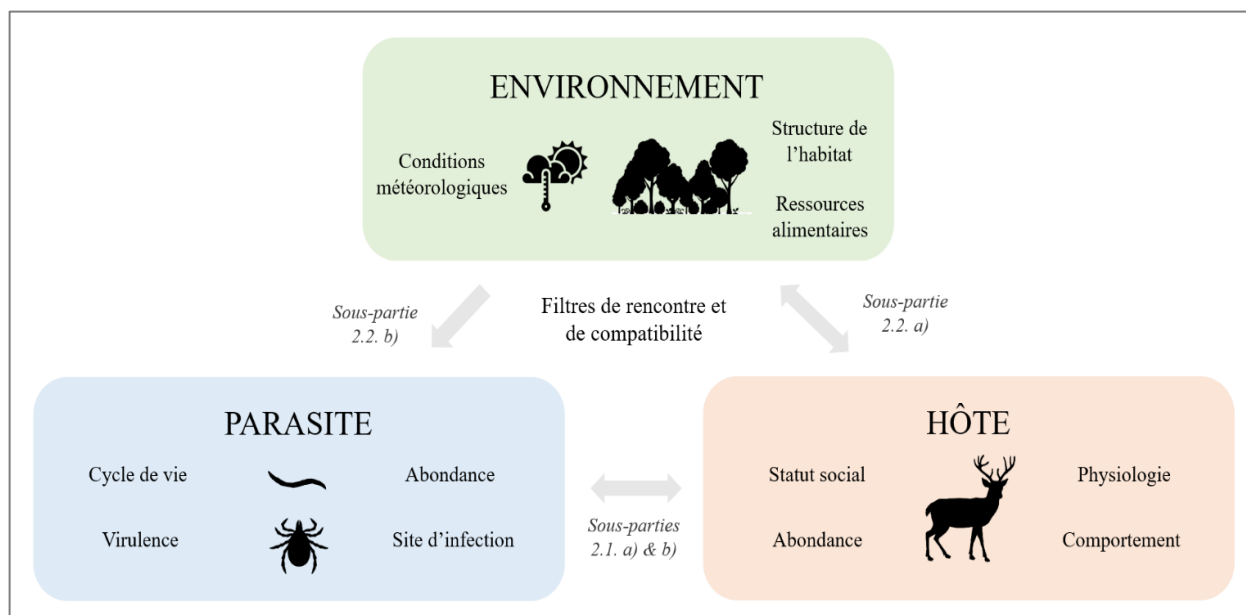 ENVIRONNEMENT
Conditions
météorologiques
Structure de
l'habitat
Ressources
alimentaires
Sous-partie
2.2. b)
Filtres de rencontre et
de compatibilité
Sous-partie
2.2. a)
PARASITE
Cycle de vie
Abondance
Virulence
Site d'infection
Sous-parties
2.1. a) & b)
HÔTE
Statut social
Physiologie
Abondance
Comportement